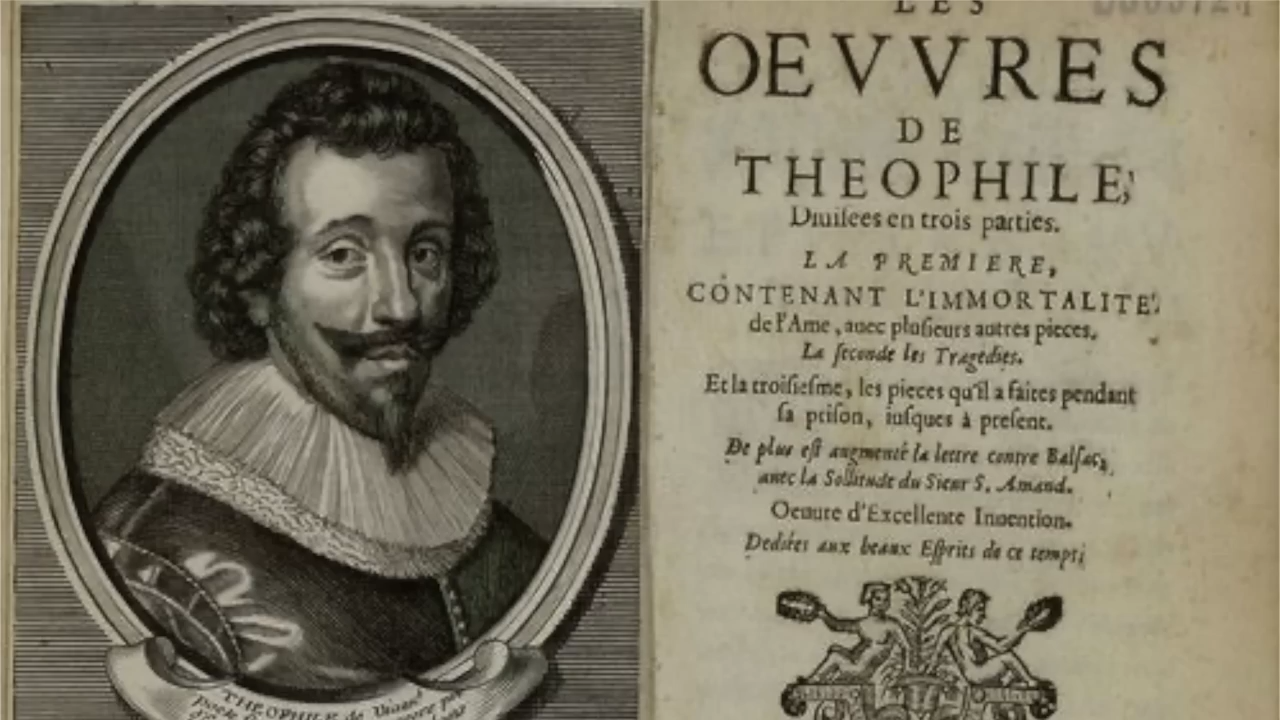 THEOPHILE de Viau
LES
OEVVRES
DE
THEOPHILE,
Diuisees en trois parties.
LA PREMIERE,
CONTENANT L'IMMORTALITE'
de l'Ame, auec plusieurs autres pieces.
La seconde les Tragedies.
Et la troisiesme, les pieces qu'il a faites pendant
sa prison, iusques à present.
De plus est augmenté la lettre contre Balsac,
auec la Sollitude du Sieur S. Amand.
Oeuure d'Excellente Inuention.
Dediées aux beaux Esprits de ce temps